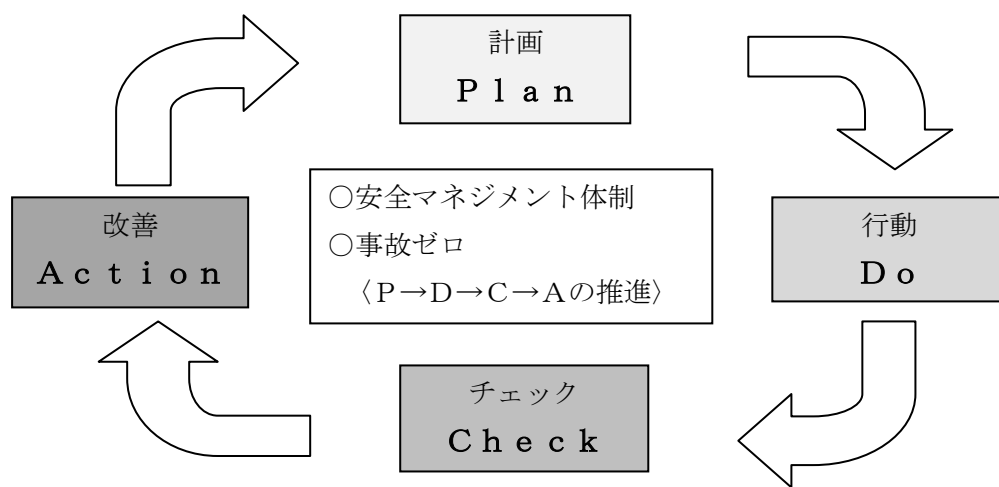 計画
Ｐｌａｎ
○安全マネジメント体制
○事故ゼロ
〈Ｐ→Ｄ→Ｃ→Ａの推進〉
改善
Ａｃｔｉｏｎ
行動
Ｄｏ
チェック
Ｃｈｅｃｋ